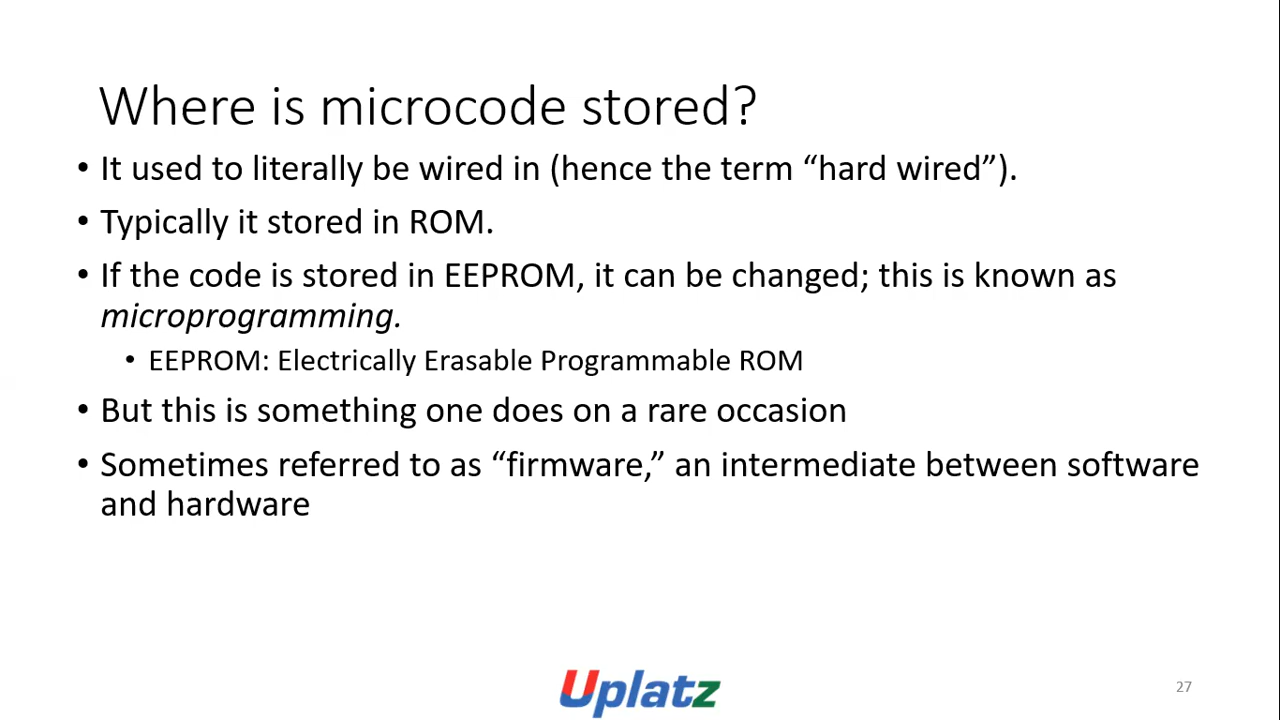 Where is microcode stored?
• It used to literally be wired in (hence the term “hard wired”).
• Typically it stored in ROM.
• If the code is stored in EEPROM, it can be changed; this is known as
microprogramming.
• EEPROM: Electrically Erasable Programmable ROM
• But this is something one does on a rare occasion
• Sometimes referred to as “firmware,” an intermediate between software
and hardware
Uplatz
27